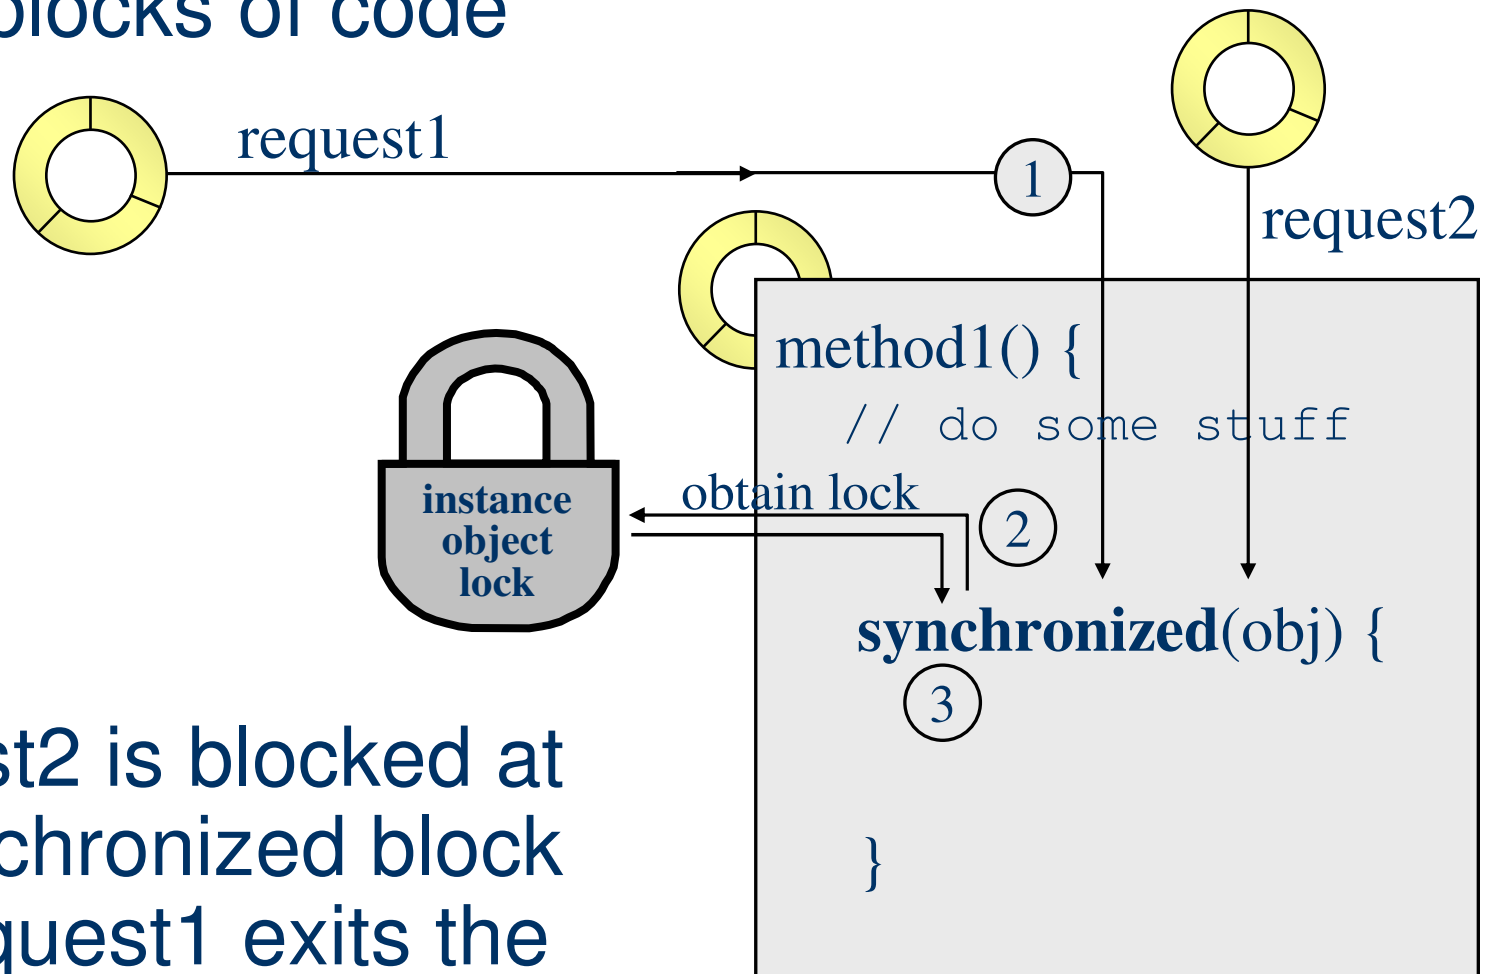 blocks of code
request1
1
request2
method1() {
// do some stuff
obtain lock
2
instance
object
lock
synchronized(obj) {
3
st2 is blocked at
chronized block
}
quest1 exits the